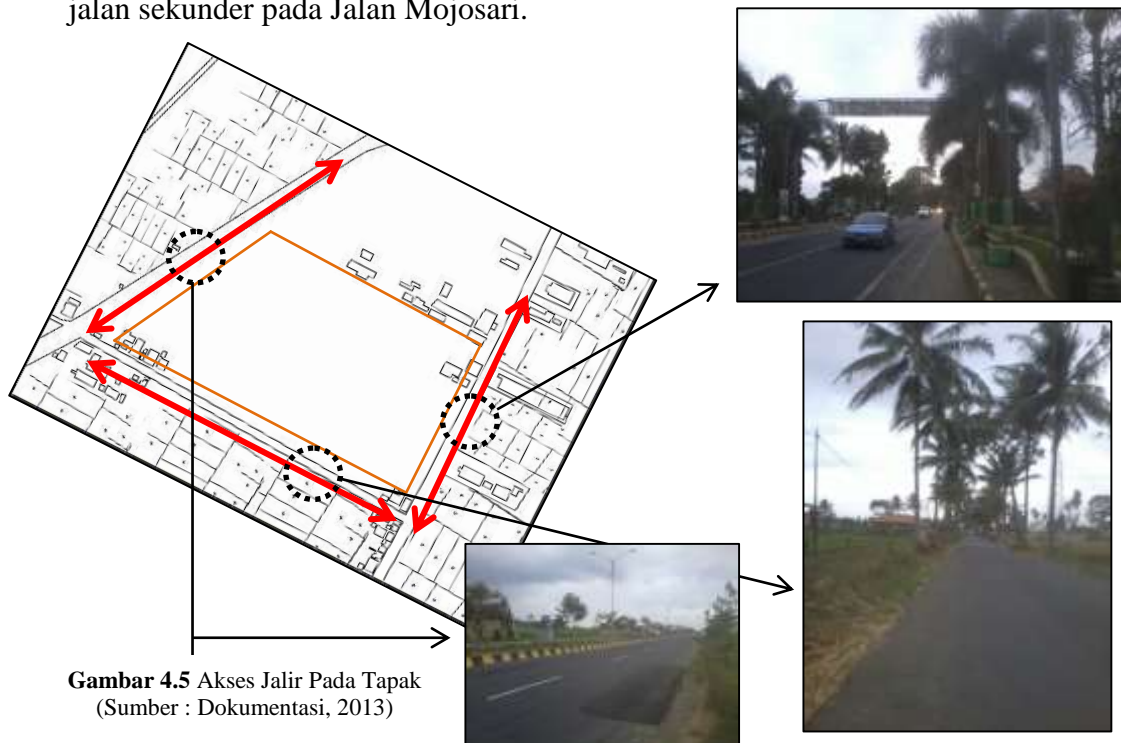 jalan sekunder pada Jalan Mojosari.
Gambar 4.5 Akses Jalir Pada Tapak
(Sumber : Dokumentasi, 2013)